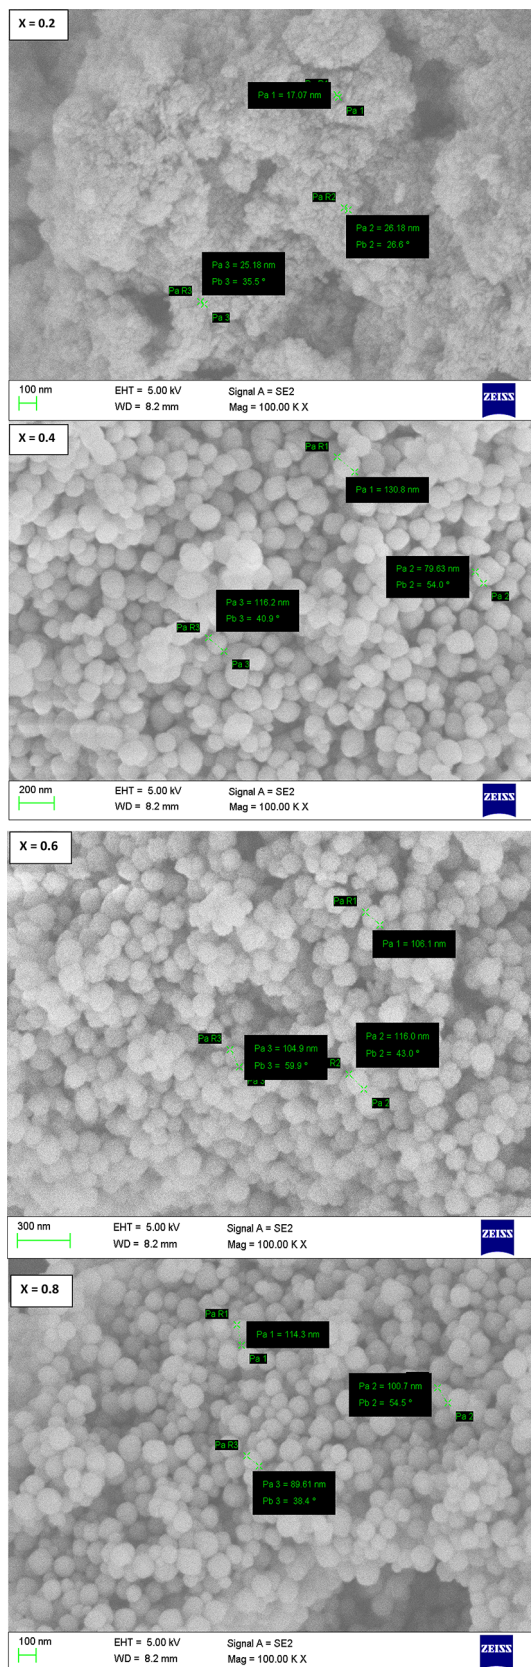 X = 0.2
Pa 1 = 17.07 nm
Pa 1
Pa R2
Pa 2 = 26.18 nm
Pb 2 = 26.6 °
Pa 3 = 25.18 nm
Pb 3 = 35.5 °
Pa R3
Pa 3
100 nm
EHT = 5.00 kV
Signal A = SE2
WD = 8.2 mm
Mag = 100.00 K X
ZEISS
X = 0.4
Pa R1
Pa 1 = 130.8 nm
Pa 2 = 79.63 nm
Pb 2 = 54.0 °
Pa 2
Pa 3 = 116.2 nm
Pb 3 = 40.9 °
Pa R3
Pa 3
200 nm
EHT = 5.00 kV
Signal A = SE2
WD = 8.2 mm
Mag = 100.00 K X
ZEISS
X = 0.6
Pa R1
Pa 1 = 106.1 nm
Pa 2 = 116.0 nm
Pb 2 = 43.0 °
Pa R3
Pa 3 = 104.9 nm
Pb 3 = 59.9 °
R2
Pa 3
Pa 2
300 nm
EHT = 5.00 kV
Signal A = SE2
WD = 8.2 mm
Mag = 100.00 K X
ZEISS
X = 0.8
Pa R1
Pa 1 = 114.3 nm
Pa 1
Pa 2 = 100.7 nm
Pb 2 = 54.5 °
Pa 2
Pa R3
Pa 3 = 89.61 nm
Pb 3 = 38.4 °
100 nm
EHT = 5.00 kV
Signal A = SE2
WD = 8.2 mm
Mag = 100.00 K X
ZEISS